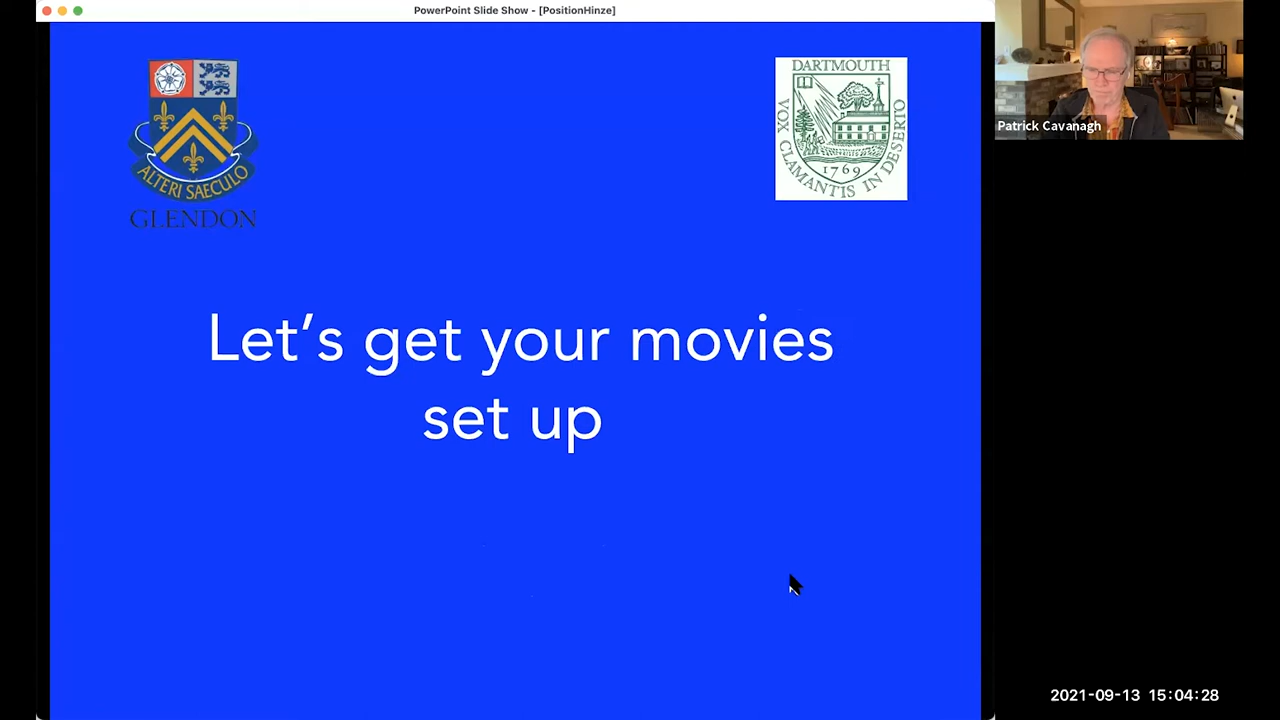 PowerPoint Slide Show - [PositionHinze]
ALTERI SAECULO
GLENDON
DARTMOUTH
VOX CLAMANTIS IN DESERTO
1769
Patrick Cavanagh
Let’s get your movies
set up
2021-09-13 15:04:28